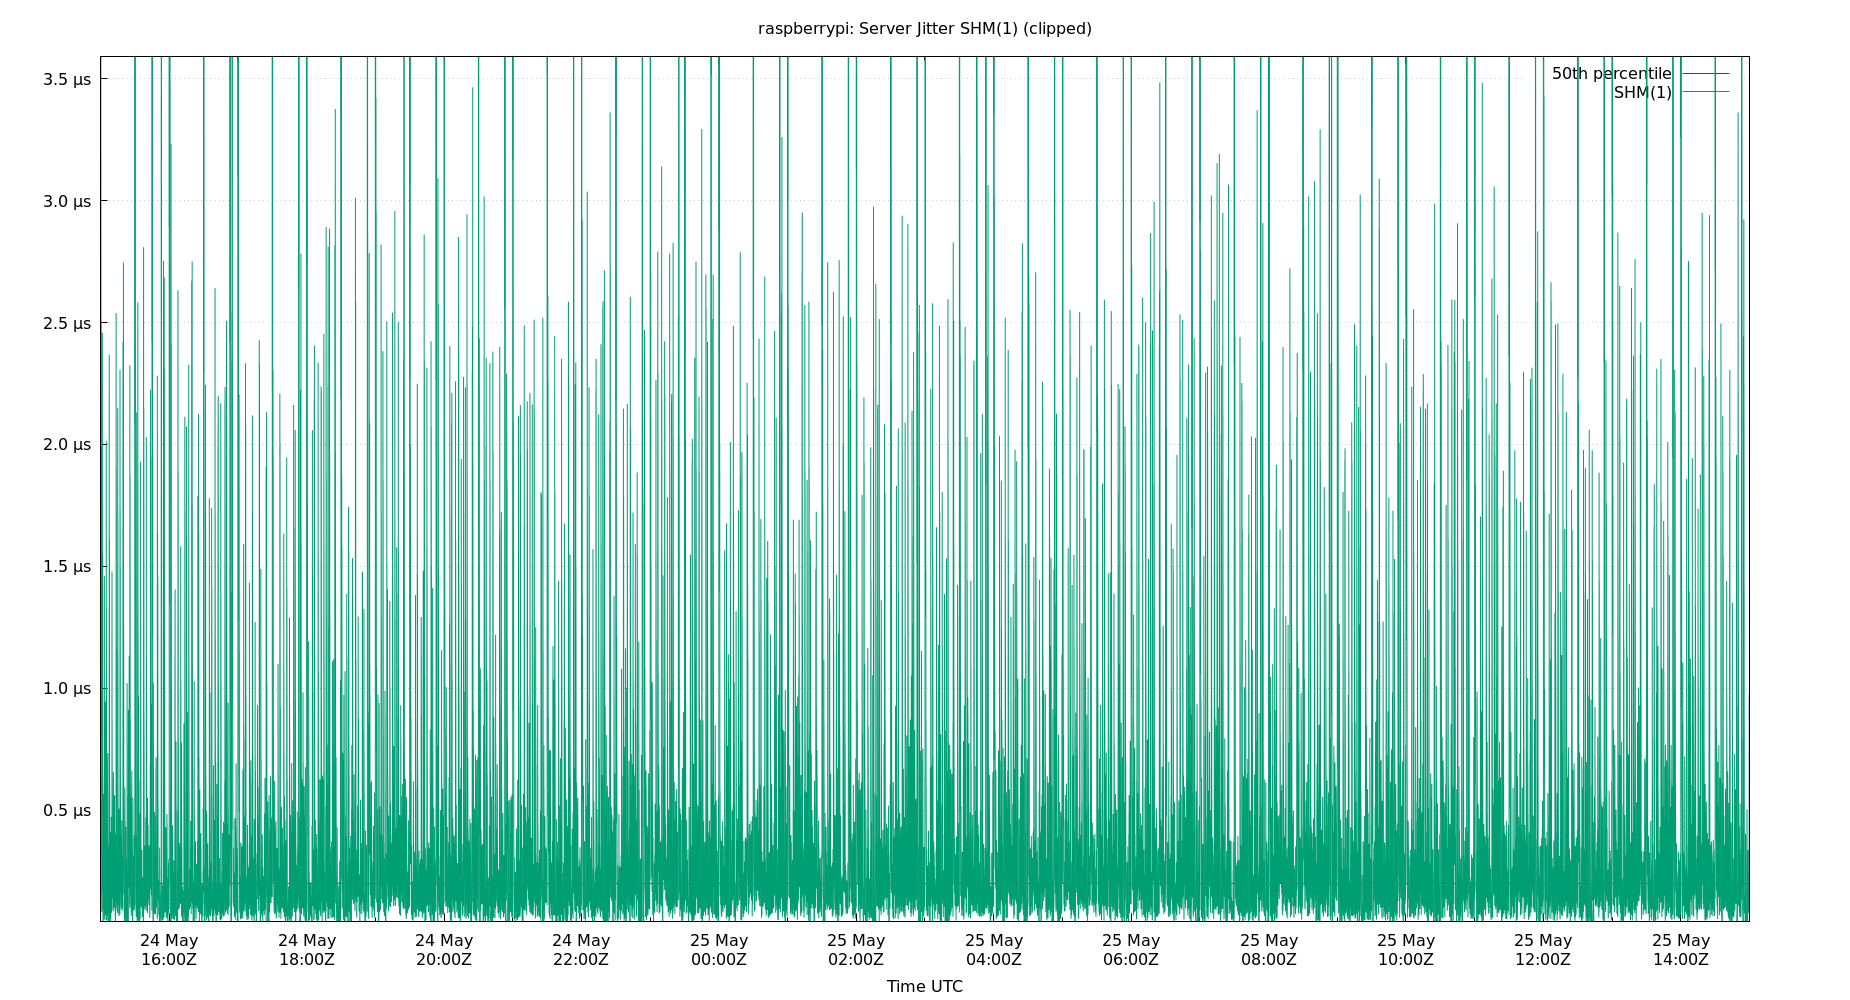 raspberrypi: Server Jitter SHM(1) (clipped)
50th percentile
SHM(1)
3.5 µs
3.0 µs
2.5 µs
2.0 µs
1.5 µs
1.0 µs
0.5 µs
24 May 24 May 24 May 24 May 25 May 25 May 25 May 25 May 25 May 25 May 25 May 25 May
16:00Z 18:00Z 20:00Z 22:00Z 00:00Z 02:00Z 04:00Z 06:00Z 08:00Z 10:00Z 12:00Z 14:00Z
Time UTC